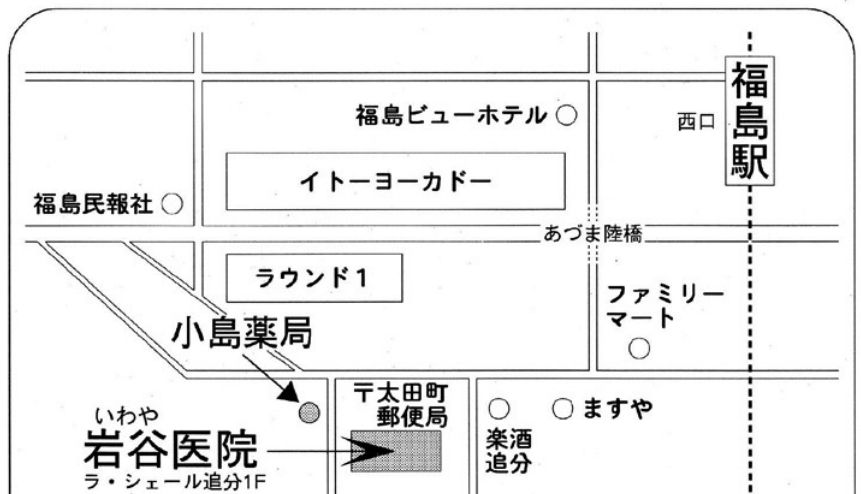 福島駅
西口
福島ビューホテル
イトーヨーカドー
福島民報社
あづま陸橋
ラウンド1
ファミリー
マート
小島薬局
〒太田町
郵便局
ますや
楽酒
追分
いわや
岩谷医院
ラ・シェール追分1F